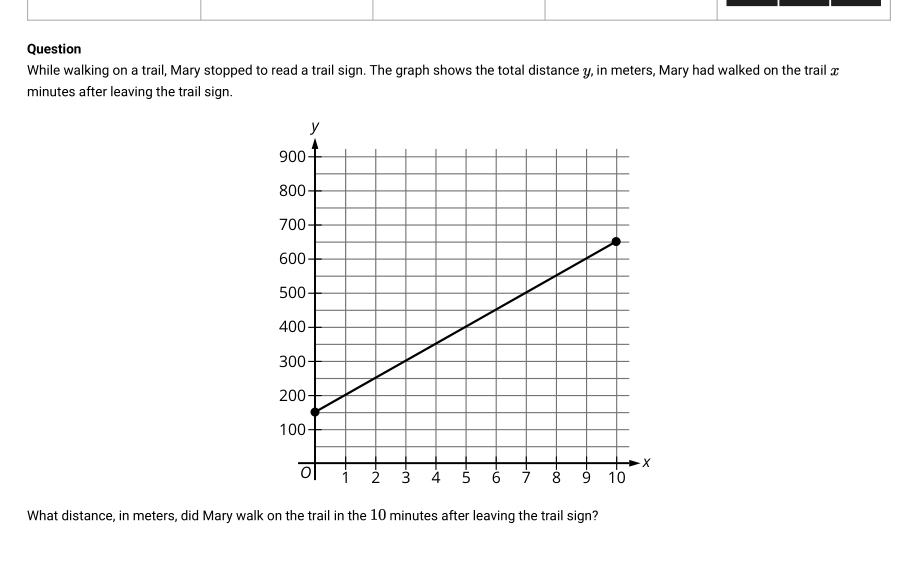 Question
While walking on a trail, Mary stopped to read a trail sign. The graph shows the total distance y, in meters, Mary had walked on the trail x
minutes after leaving the trail sign.
y
900
800
700
600
500
400
300
200
100
O 1 2 3 4 5 6 7 8 9 10 x
What distance, in meters, did Mary walk on the trail in the 10 minutes after leaving the trail sign?